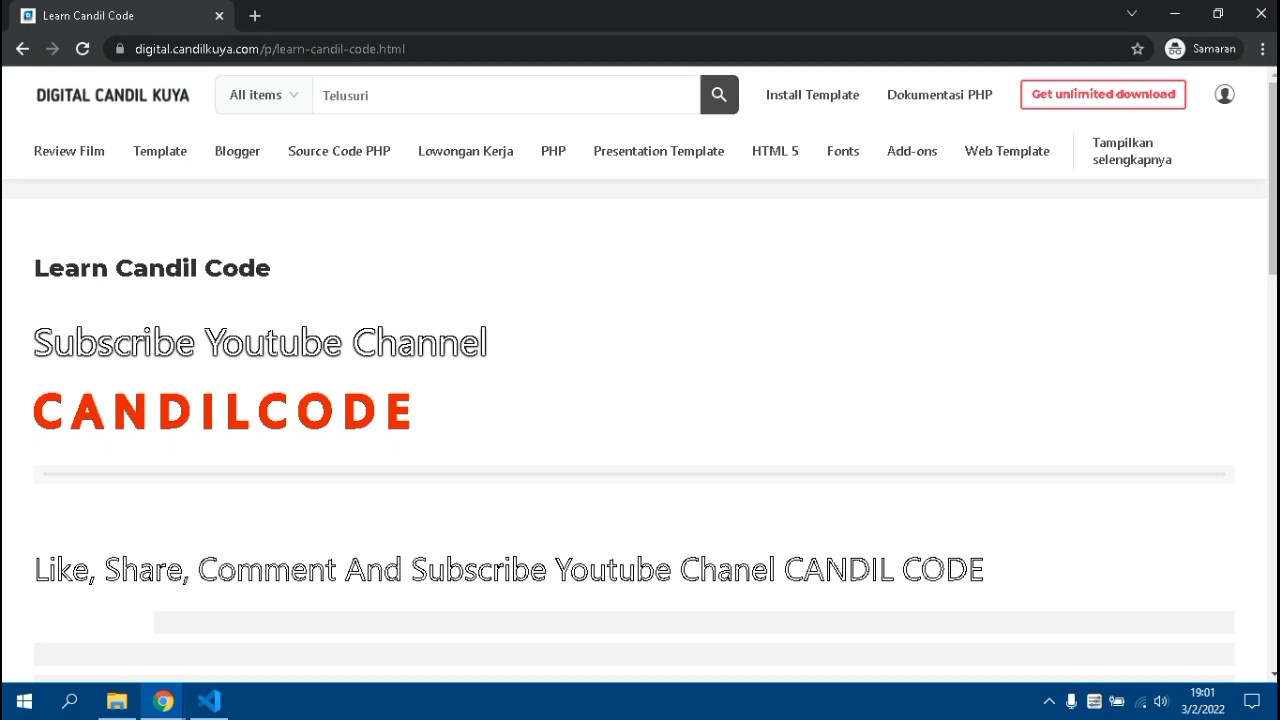 Learn Candil Code
digital.candilkuya.com/p/learn-candil-code.html
Samaran
DIGITAL CANDIL KUYA
All items
Telusuri
Install Template
Dokumentasi PHP
Get unlimited download
Review Film
Template
Blogger
Source Code PHP
Lowongan Kerja
PHP
Presentation Template
HTML 5
Fonts
Add-ons
Web Template
Tampilkan
selengkapnya
Learn Candil Code
Subscribe Youtube Channel
CANDILCODE
Like, Share, Comment And Subscribe Youtube Chanel CANDIL CODE
19:01
3/2/2022